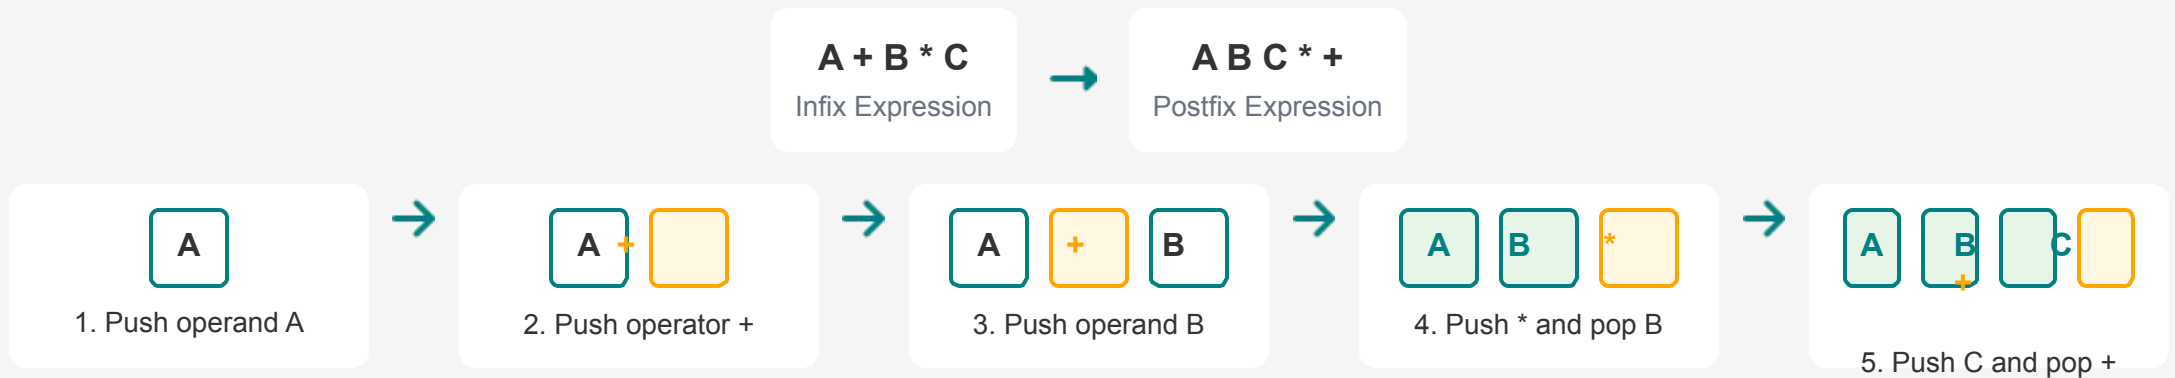 A + B * C
Infix Expression
A B C * +
Postfix Expression
A
1. Push operand A
A +
2. Push operator +
A + B
3. Push operand B
A B *
4. Push * and pop B
A B C
+
5. Push C and pop +